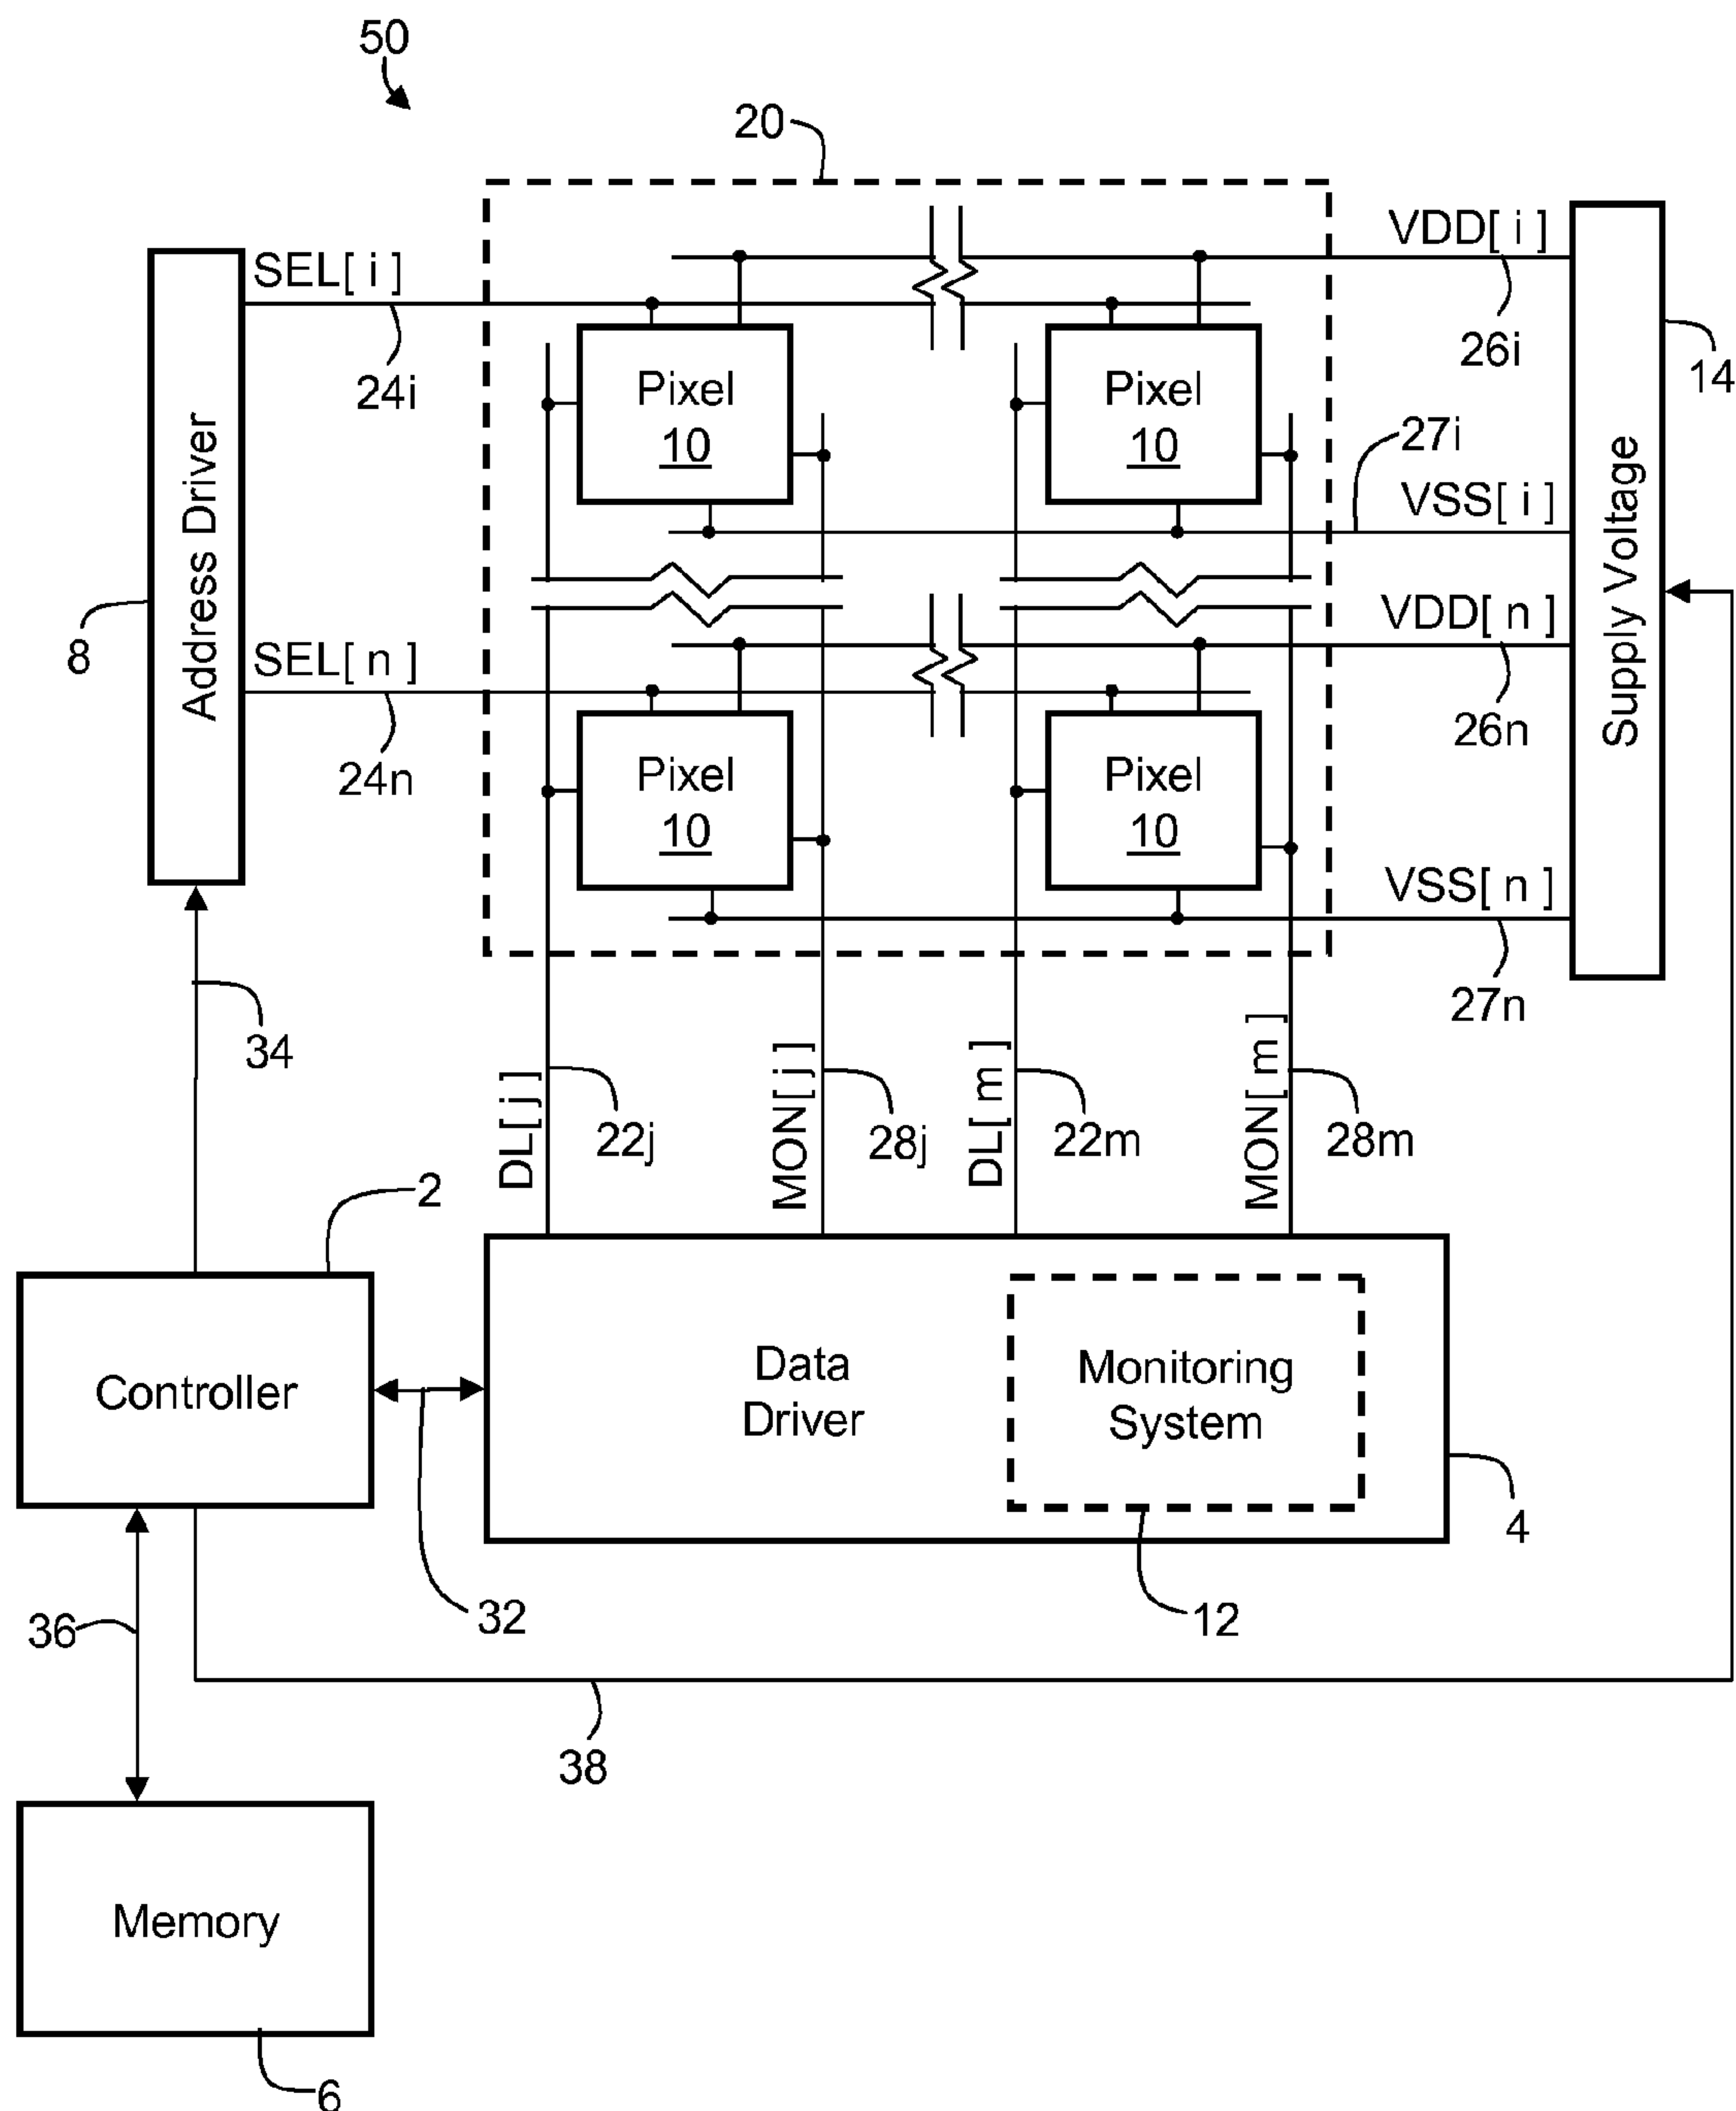 50
20
SEL[ i ]
VDD[ i ]
24i
26i
14
Pixel
10
Pixel
10
27i
VSS[ i ]
Address Driver
Supply Voltage
8
SEL[ n ]
VDD[ n ]
24n
26n
Pixel
10
Pixel
10
VSS[ n ]
27n
34
DL[ j ]
22j
MON[ j ]
28j
DL[ m ]
22m
MON[ m ]
28m
2
Controller
Data
Driver
Monitoring
System
4
32
12
36
38
Memory
6